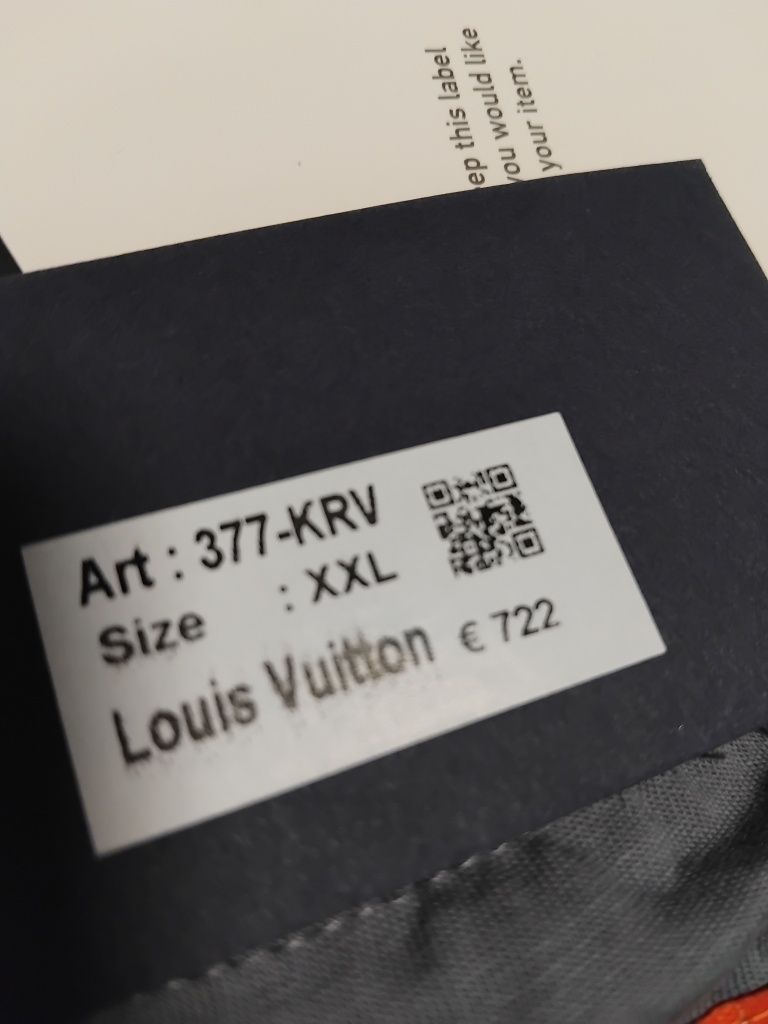 ep this label
you would like
your item.
Art : 377-KRV
Size : XXL
Louis Vuitton € 722